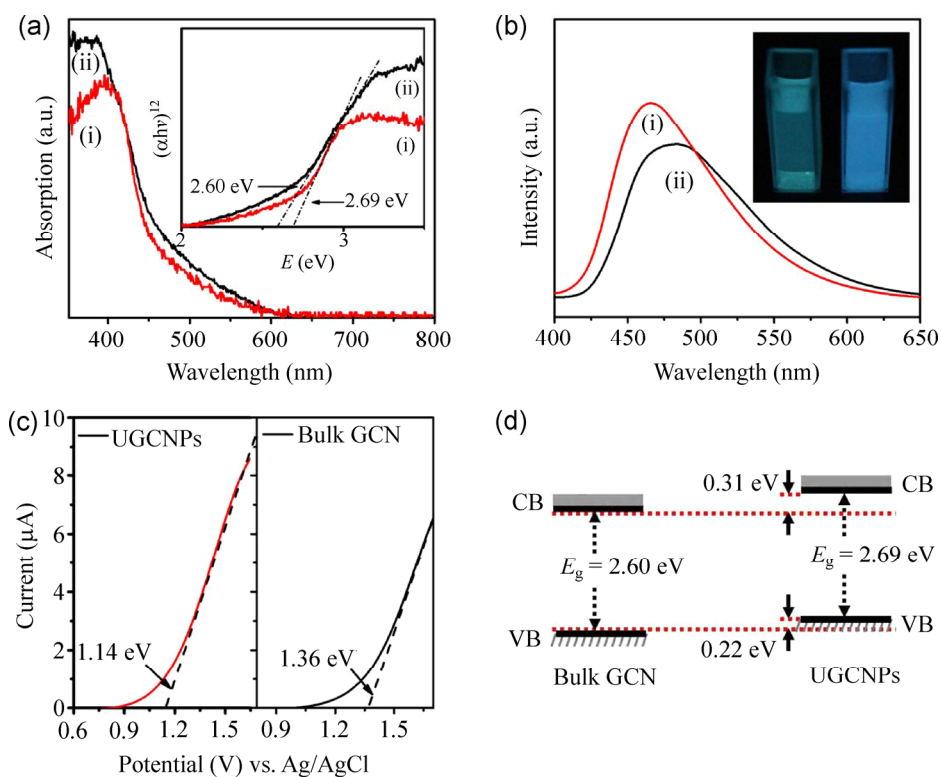 (a)
(ii)
(i)
Absorption (a.u.)
400 500 600 700 800
Wavelength (nm)
(αhν)12
(ii)
(i)
2.60 eV
2.69 eV
2 3
E (eV)
(b)
(i)
(ii)
Intensity (a.u.)
400 450 500 550 600 650
Wavelength (nm)
(c)
UGCNPs
Bulk GCN
10
8
6
4
2
0
Current (μA)
1.14 eV
1.36 eV
0.6 0.9 1.2 1.5 0.9 1.2 1.5
Potential (V) vs. Ag/AgCl
(d)
0.31 eV
CB
CB
Eg = 2.60 eV
Eg = 2.69 eV
VB
VB
0.22 eV
Bulk GCN
UGCNPs